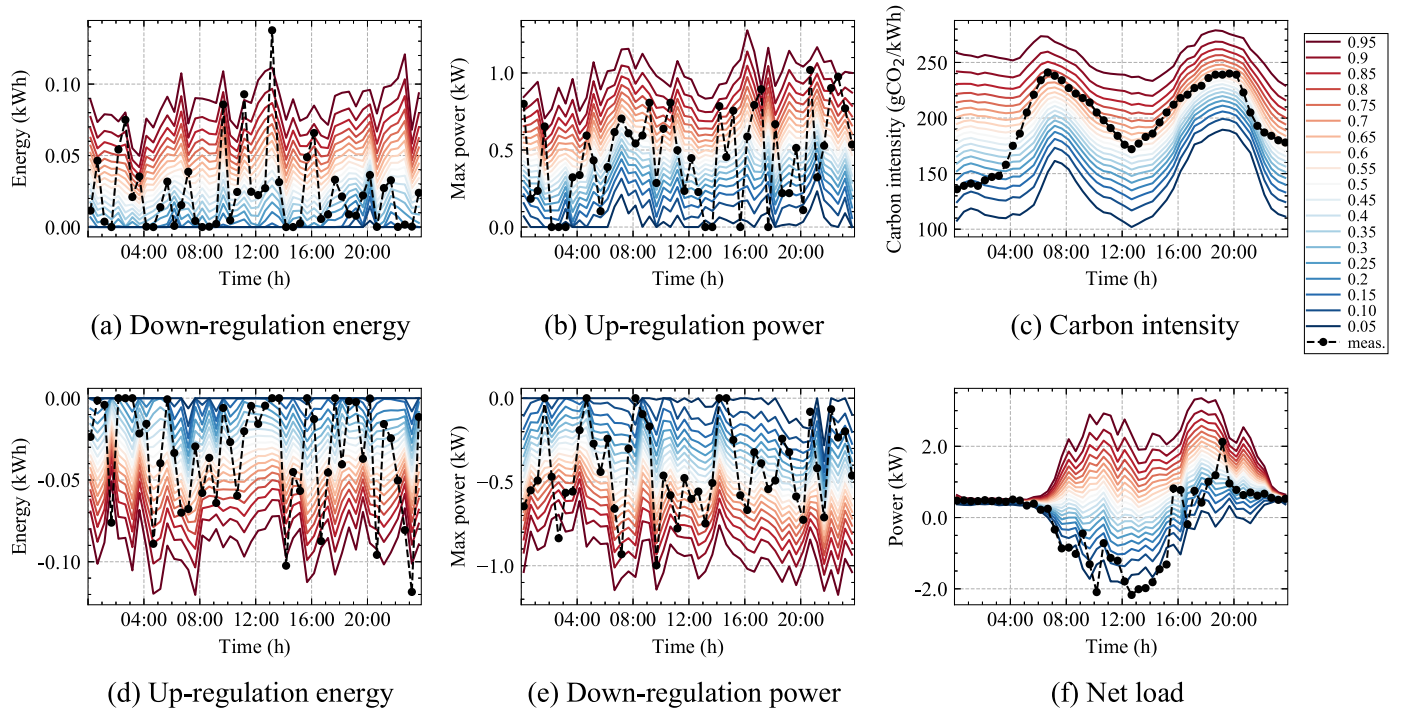 0.10
0.05
0.00
Energy (kWh)
04:00 08:00 12:00 16:00 20:00
Time (h)
(a) Down-regulation energy
1.0
0.5
0.0
Max power (kW)
04:00 08:00 12:00 16:00 20:00
Time (h)
(b) Up-regulation power
250
200
150
100
Carbon intensity (gCO₂/kWh)
04:00 08:00 12:00 16:00 20:00
Time (h)
(c) Carbon intensity
0.95
0.9
0.85
0.8
0.75
0.7
0.65
0.6
0.55
0.5
0.45
0.4
0.35
0.3
0.25
0.2
0.15
0.10
0.05
meas.
0.00
-0.05
-0.10
Energy (kWh)
04:00 08:00 12:00 16:00 20:00
Time (h)
(d) Up-regulation energy
0.0
−0.5
−1.0
Max power (kW)
04:00 08:00 12:00 16:00 20:00
Time (h)
(e) Down-regulation power
2.0
0.0
-2.0
Power (kW)
04:00 08:00 12:00 16:00 20:00
Time (h)
(f) Net load